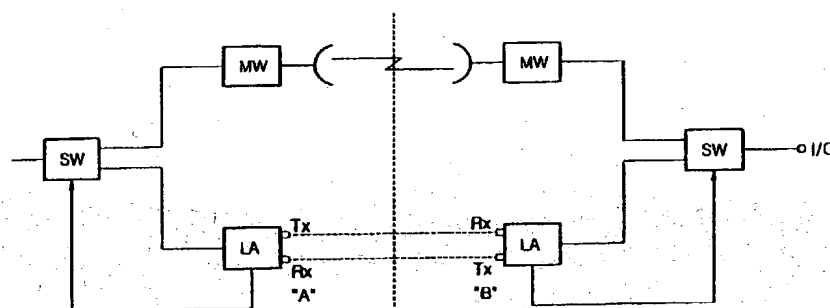 MW MW
SW SW I/O
Tx Rx
LA LA
Rx Tx
"A" "B"